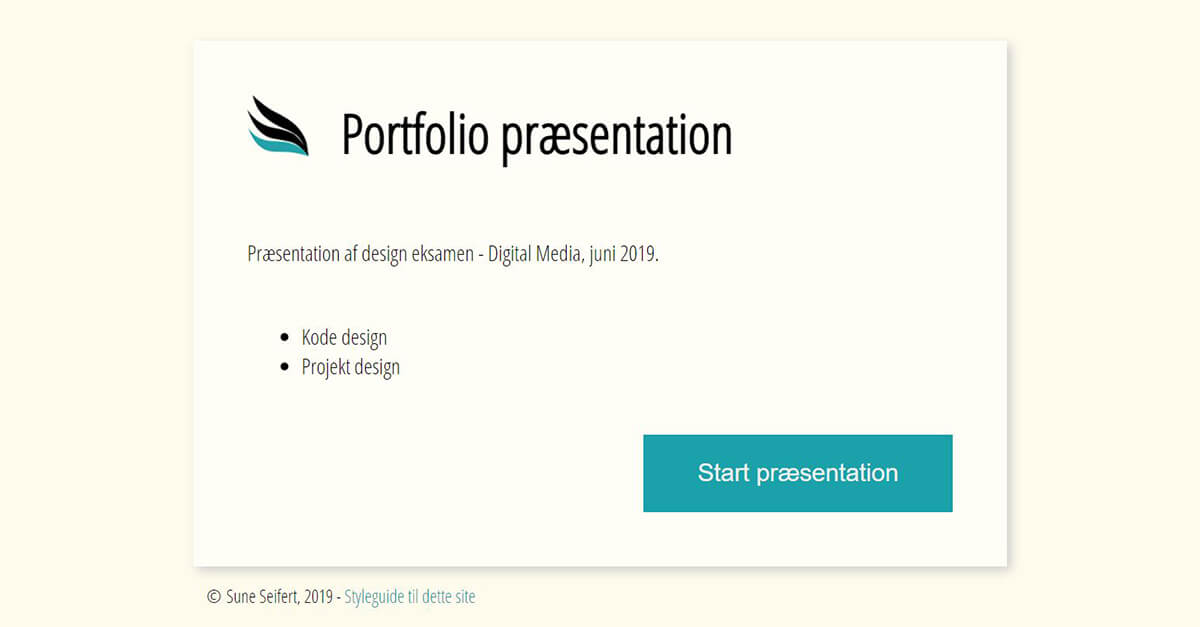 Portfolio præsentation
Præsentation af design eksamen - Digital Media, juni 2019.
• Kode design
• Projekt design
Start præsentation
© Sune Seifert, 2019 - Styleguide til dette site